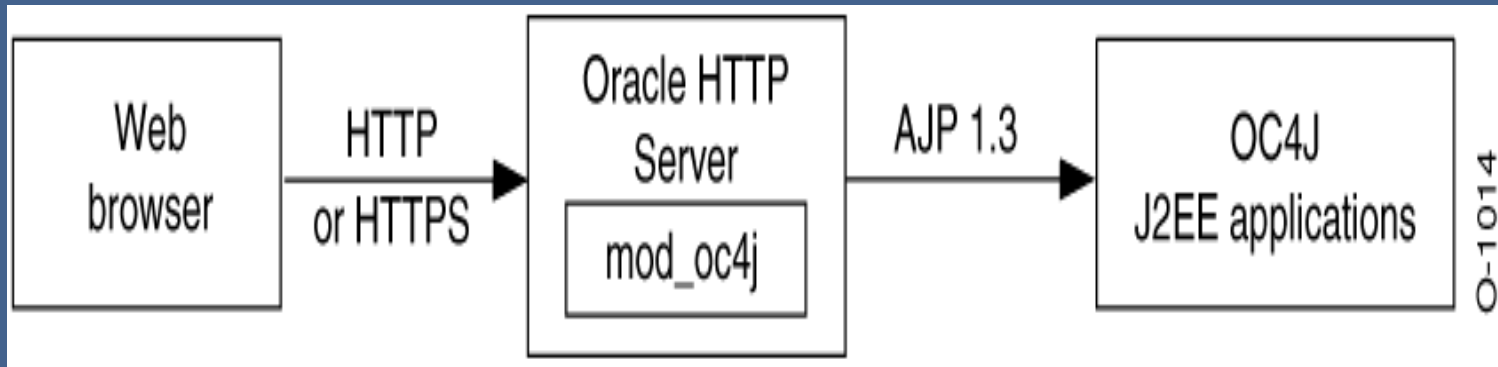 Web
browser
HTTP
or HTTPS
Oracle HTTP
Server
mod_oc4j
AJP 1.3
OC4J
J2EE applications
O-1014